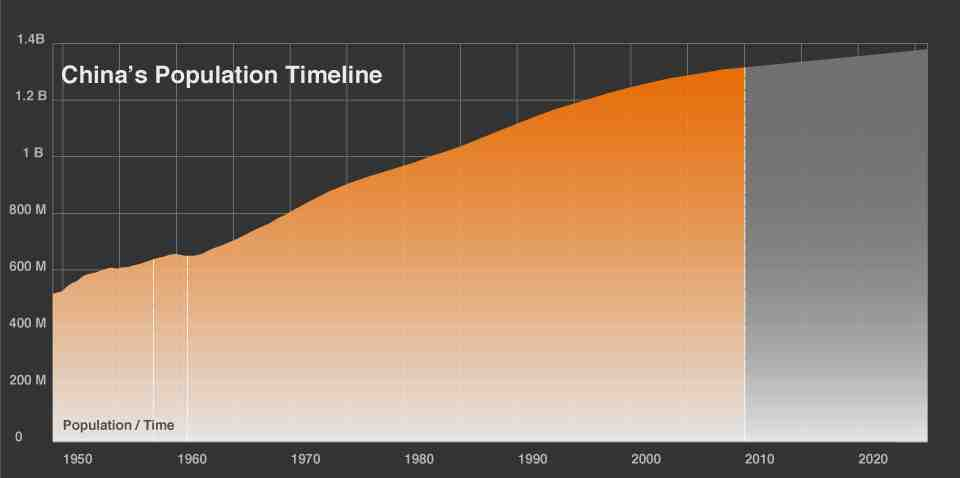 1.4B
China's Population Timeline
1.2 B
1 B
800 M
600 M
400 M
200 M
Population / Time
0
1950 1960 1970 1980 1990 2000 2010 2020